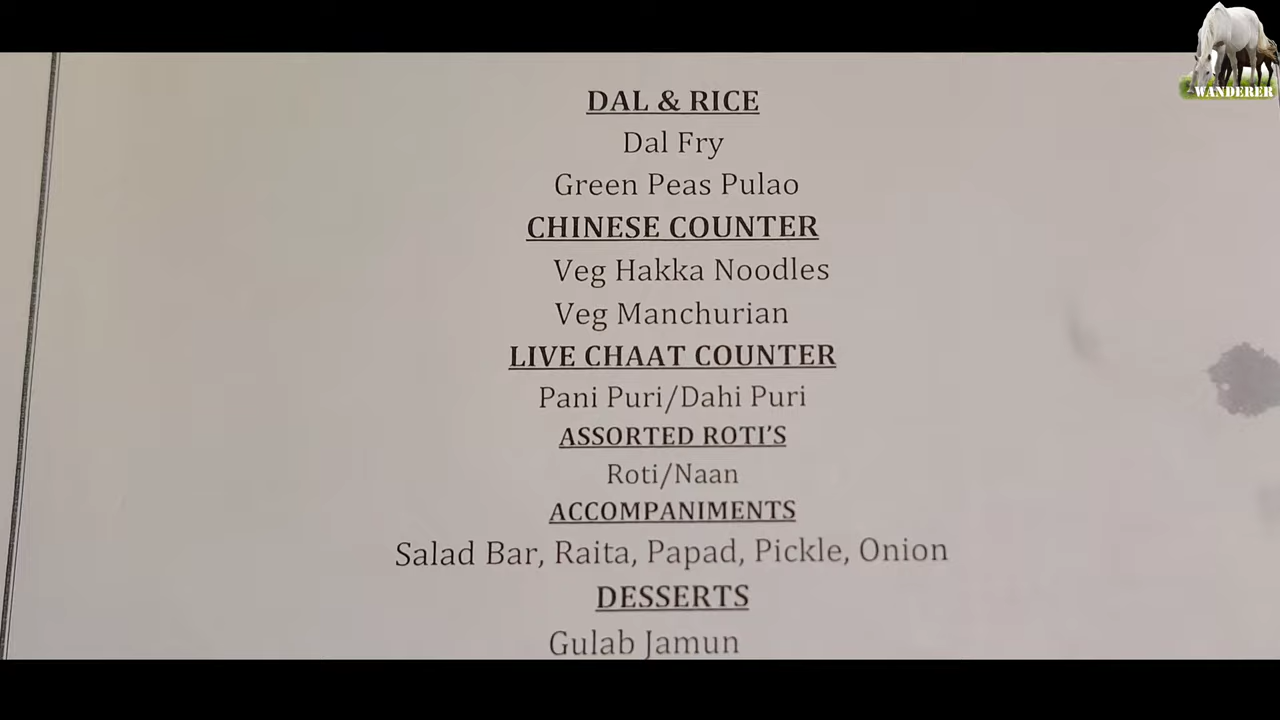 WANDERER
DAL & RICE
Dal Fry
Green Peas Pulao
CHINESE COUNTER
Veg Hakka Noodles
Veg Manchurian
LIVE CHAAT COUNTER
Pani Puri/Dahi Puri
ASSORTED ROTI'S
Roti/Naan
ACCOMPANIMENTS
Salad Bar, Raita, Papad, Pickle, Onion
DESSERTS
Gulab Jamun